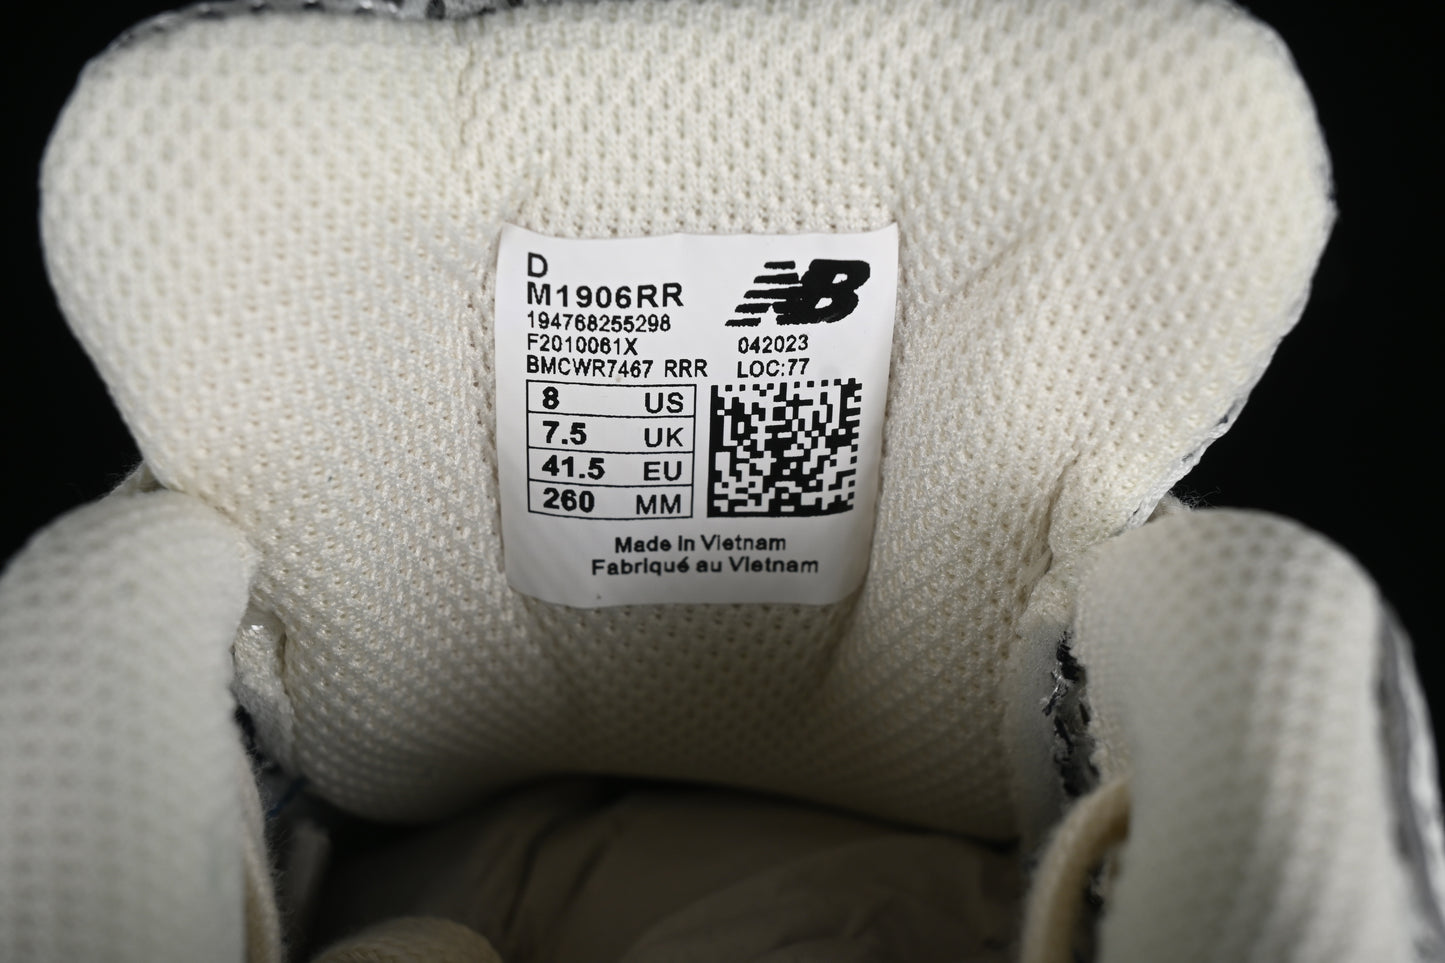 D
M1906RR
194768255298
F2010061X 042023
BMCWR7467 RRR LOC:77
8 US
7.5 UK
41.5 EU
260 MM
Made in Vietnam
Fabriqué au Vietnam
NB